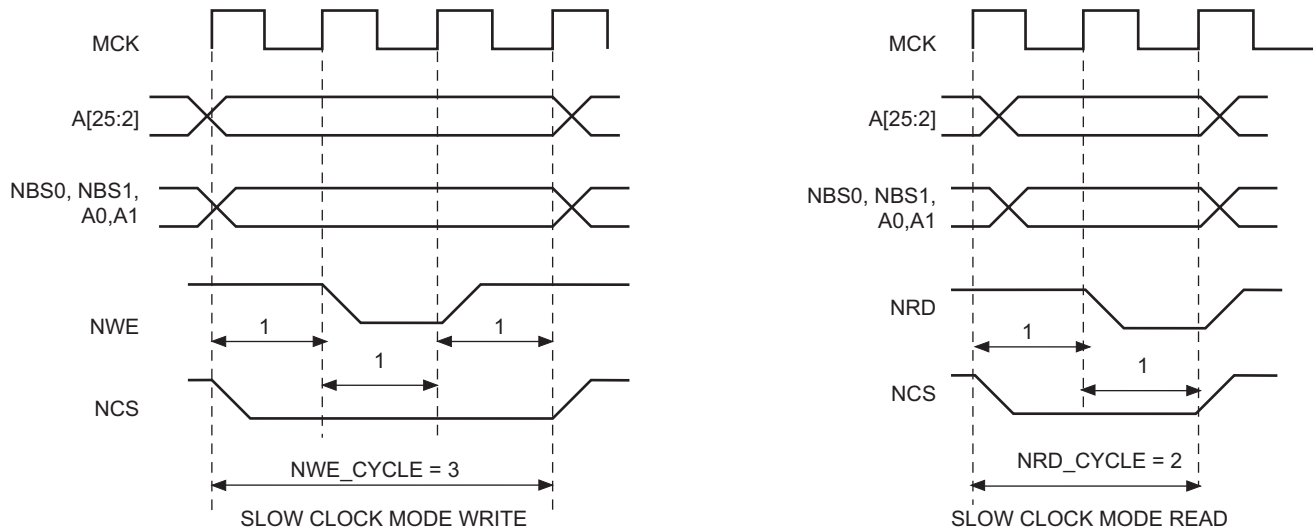 MCK
A[25:2]
NBS0, NBS1,
A0,A1
NWE
1
1
1
NCS
NWE_CYCLE = 3
SLOW CLOCK MODE WRITE
MCK
A[25:2]
NBS0, NBS1,
A0,A1
NRD
1
1
NCS
NRD_CYCLE = 2
SLOW CLOCK MODE READ